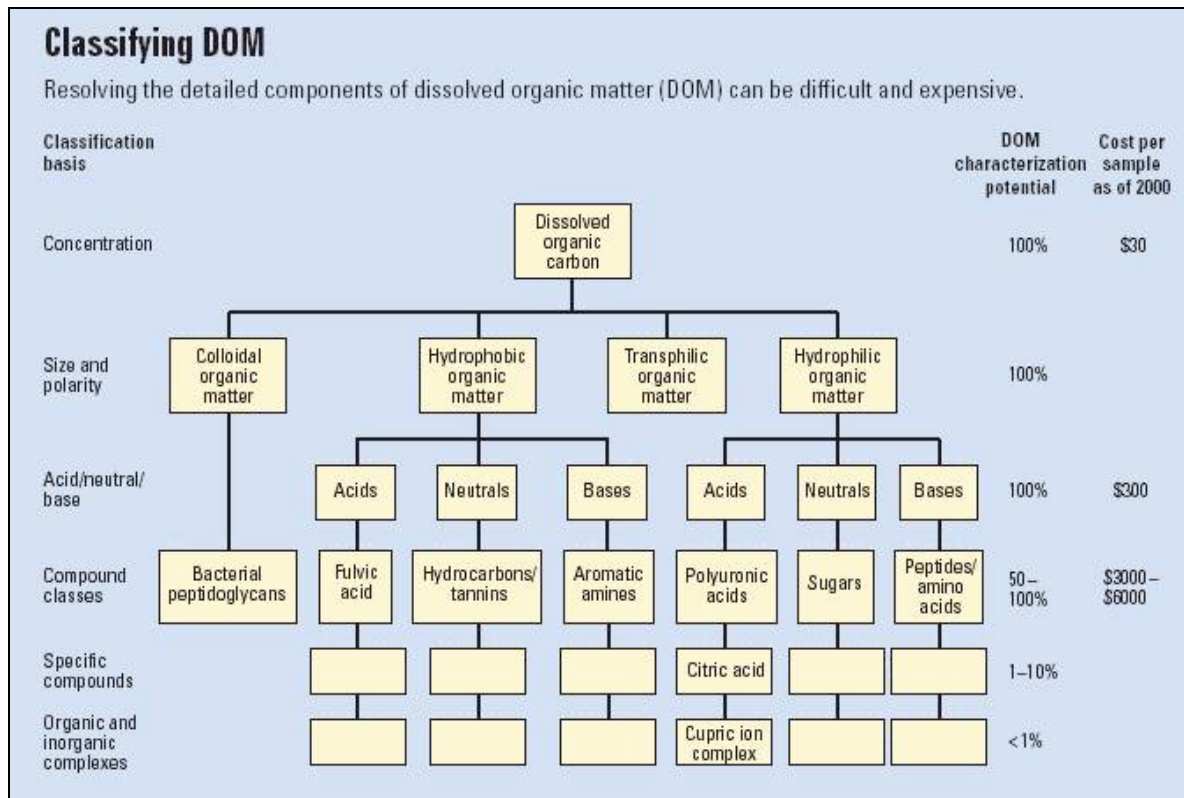 Classifying DOM
Resolving the detailed components of dissolved organic matter (DOM) can be difficult and expensive.
Classification
basis
DOM
characterization
potential
Cost per
sample
as of 2000
Concentration
Dissolved
organic
carbon
100%
$30
Size and
polarity
Colloidal
organic
matter
Hydrophobic
organic
matter
Transphilic
organic
matter
Hydrophilic
organic
matter
100%
Acid/neutral/
base
Acids
Neutrals
Bases
Acids
Neutrals
Bases
100%
$300
Compound
classes
Bacterial
peptidoglycans
Fulvic
acid
Hydrocarbons/
tannins
Aromatic
amines
Polyuronic
acids
Sugars
Peptides/
amino
acids
50–
100%
$3000–
$6000
Specific
compounds
Citric acid
1–10%
Organic and
inorganic
complexes
Cupric ion
complex
<1%